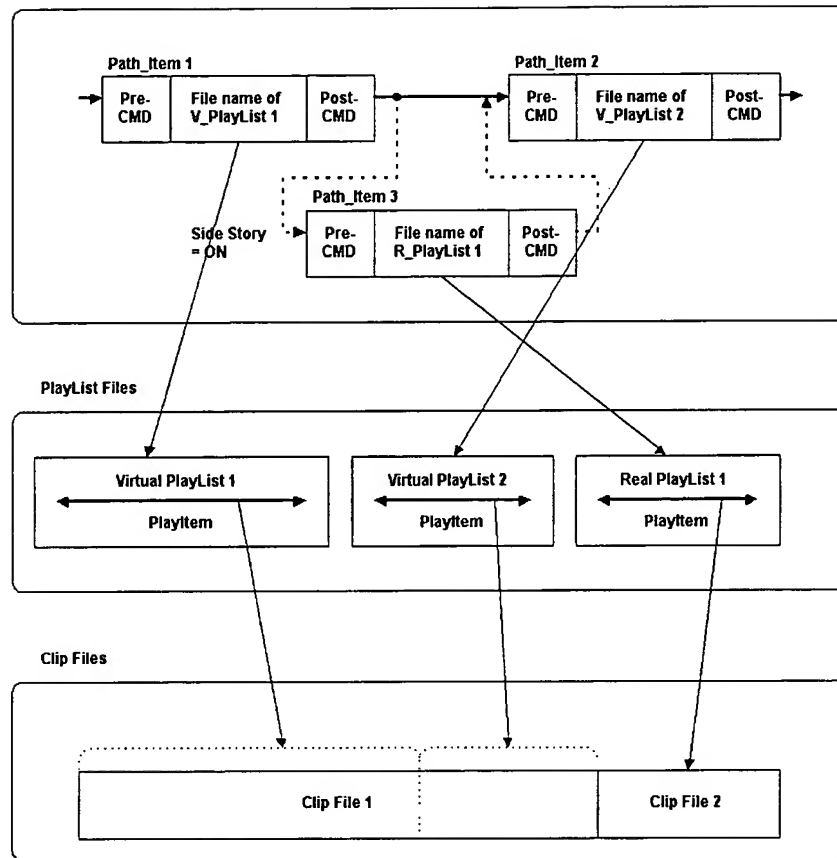 Path_Item 1
Path_Item 2
Pre-
CMD
File name of
V_PlayList 1
Post-
CMD
Pre-
CMD
File name of
V_PlayList 2
Post-
CMD
Path_Item 3
Side Story
= ON
Pre-
CMD
File name of
R_PlayList 1
Post-
CMD
PlayList Files
Virtual PlayList 1
PlayItem
Virtual PlayList 2
PlayItem
Real PlayList 1
PlayItem
Clip Files
Clip File 1
Clip File 2